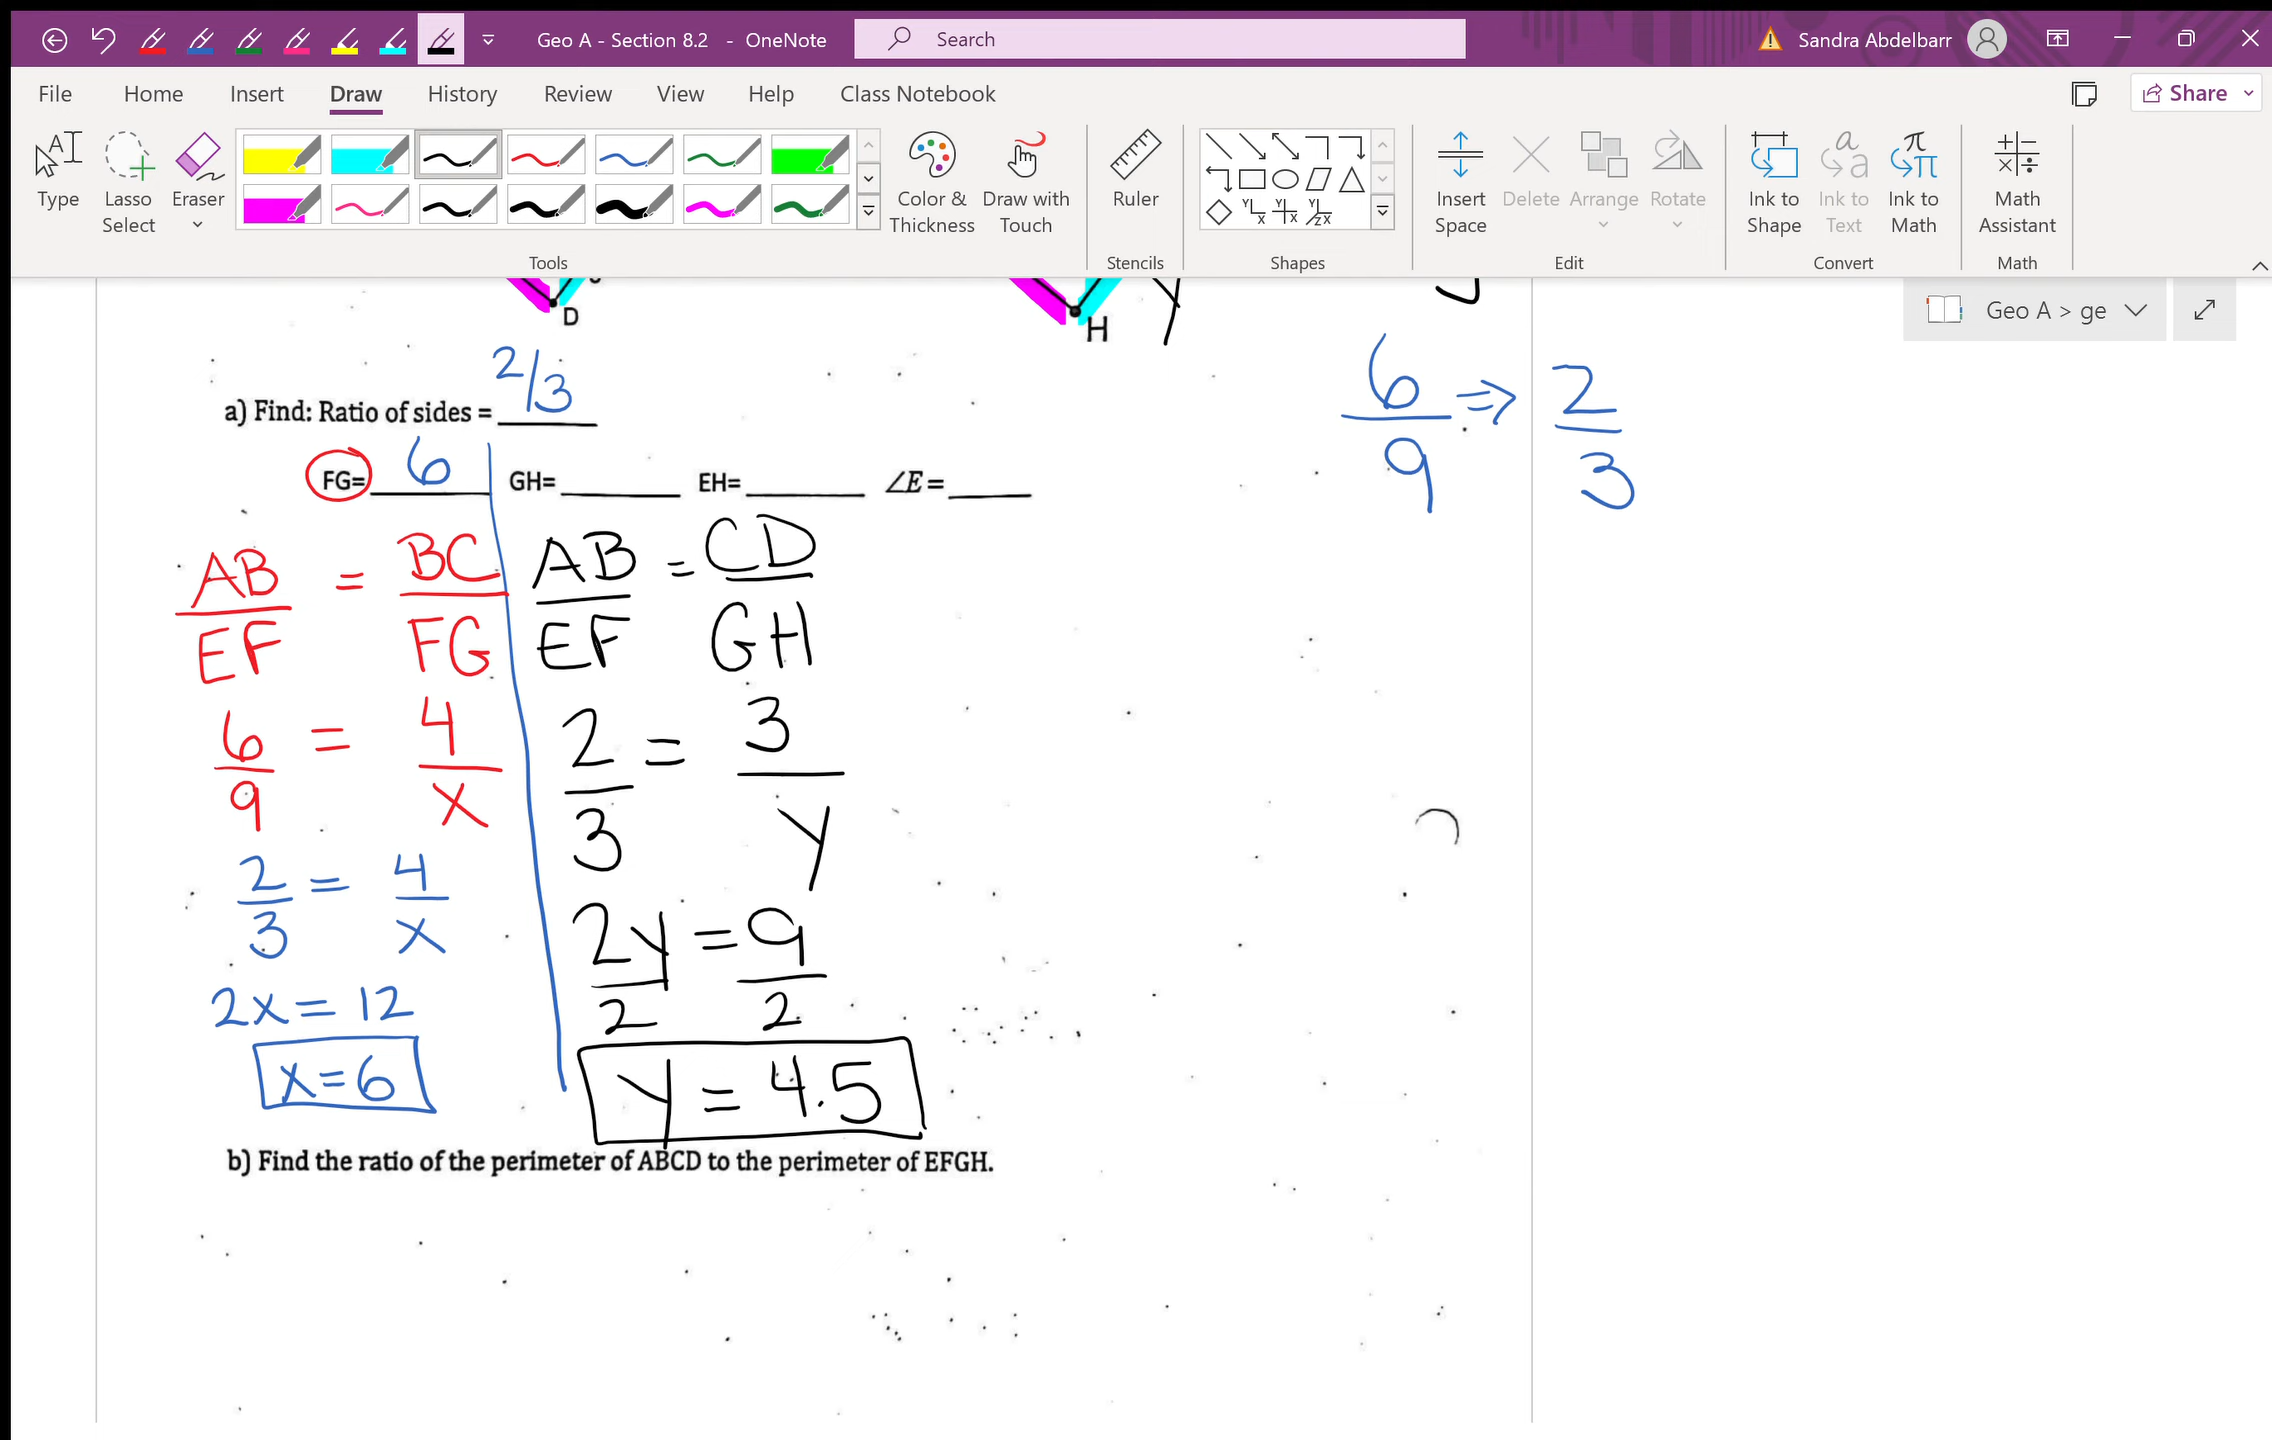 Geo A - Section 8.2 - OneNote
Search
Sandra Abdelbarr
File Home Insert Draw History Review View Help Class Notebook
Share
Type
Lasso Select
Eraser
Color & Thickness
Draw with Touch
Ruler
Insert Space
Delete
Arrange
Rotate
Ink to Shape
Ink to Text
Ink to Math
Math Assistant
Tools
Stencils
Shapes
Edit
Convert
Math
Geo A > ge
D
H
y
2/3
a) Find: Ratio of sides = ____
6/9 => 2/3
FG= 6 GH= ____ EH= ____ ∠E = ____
AB/EF = BC/FG
6/9 = 4/x
2/3 = 4/x
2x = 12
x=6
AB/EF = CD/GH
2/3 = 3/y
2y/2 = 9/2
y = 4.5
b) Find the ratio of the perimeter of ABCD to the perimeter of EFGH.